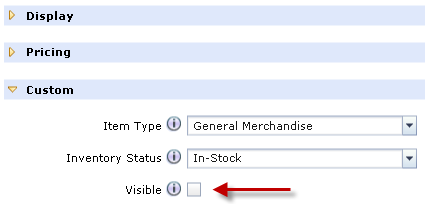 Display
Pricing
Custom
Item Type General Merchandise
Inventory Status In-Stock
Visible